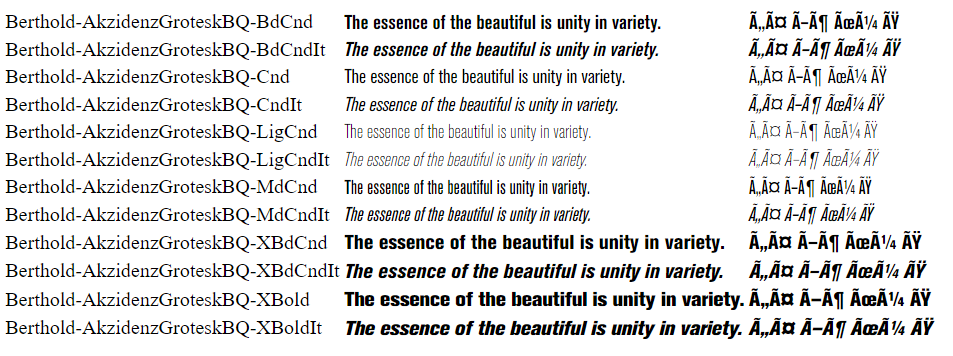 Berthold-AkzidenzGroteskBQ-BdCnd The essence of the beautiful is unity in variety. Ã„Ã¤ Ã–Ã¶ ÃœÃ¼ ÃŸ
Berthold-AkzidenzGroteskBQ-BdCndIt The essence of the beautiful is unity in variety. Ã„Ã¤ Ã–Ã¶ ÃœÃ¼ ÃŸ
Berthold-AkzidenzGroteskBQ-Cnd The essence of the beautiful is unity in variety. Ã„Ã¤ Ã–Ã¶ ÃœÃ¼ ÃŸ
Berthold-AkzidenzGroteskBQ-CndIt The essence of the beautiful is unity in variety. Ã„Ã¤ Ã–Ã¶ ÃœÃ¼ ÃŸ
Berthold-AkzidenzGroteskBQ-LigCnd The essence of the beautiful is unity in variety. Ã„Ã¤ Ã–Ã¶ ÃœÃ¼ ÃŸ
Berthold-AkzidenzGroteskBQ-LigCndIt The essence of the beautiful is unity in variety. Ã„Ã¤ Ã–Ã¶ ÃœÃ¼ ÃŸ
Berthold-AkzidenzGroteskBQ-MdCnd The essence of the beautiful is unity in variety. Ã„Ã¤ Ã–Ã¶ ÃœÃ¼ ÃŸ
Berthold-AkzidenzGroteskBQ-MdCndIt The essence of the beautiful is unity in variety. Ã„Ã¤ Ã–Ã¶ ÃœÃ¼ ÃŸ
Berthold-AkzidenzGroteskBQ-XBdCnd The essence of the beautiful is unity in variety. Ã„Ã¤ Ã–Ã¶ ÃœÃ¼ ÃŸ
Berthold-AkzidenzGroteskBQ-XBdCndIt The essence of the beautiful is unity in variety. Ã„Ã¤ Ã–Ã¶ ÃœÃ¼ ÃŸ
Berthold-AkzidenzGroteskBQ-XBold The essence of the beautiful is unity in variety. Ã„Ã¤ Ã–Ã¶ ÃœÃ¼ ÃŸ
Berthold-AkzidenzGroteskBQ-XBoldIt The essence of the beautiful is unity in variety. Ã„Ã¤ Ã–Ã¶ ÃœÃ¼ ÃŸ